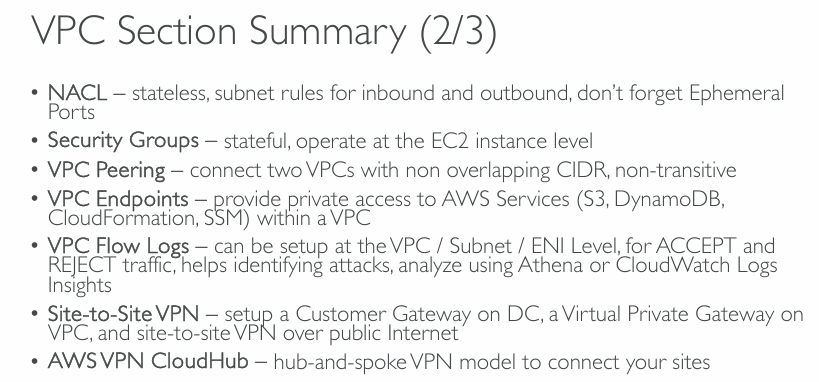 VPC Section Summary (2/3)
• NACL – stateless, subnet rules for inbound and outbound, don’t forget Ephemeral
Ports
• Security Groups – stateful, operate at the EC2 instance level
• VPC Peering – connect two VPCs with non overlapping CIDR, non-transitive
• VPC Endpoints – provide private access to AWS Services (S3, DynamoDB,
CloudFormation, SSM) within a VPC
• VPC Flow Logs – can be setup at the VPC / Subnet / ENI Level, for ACCEPT and
REJECT traffic, helps identifying attacks, analyze using Athena or CloudWatch Logs
Insights
• Site-to-Site VPN – setup a Customer Gateway on DC, a Virtual Private Gateway on
VPC, and site-to-site VPN over public Internet
• AWS VPN CloudHub – hub-and-spoke VPN model to connect your sites